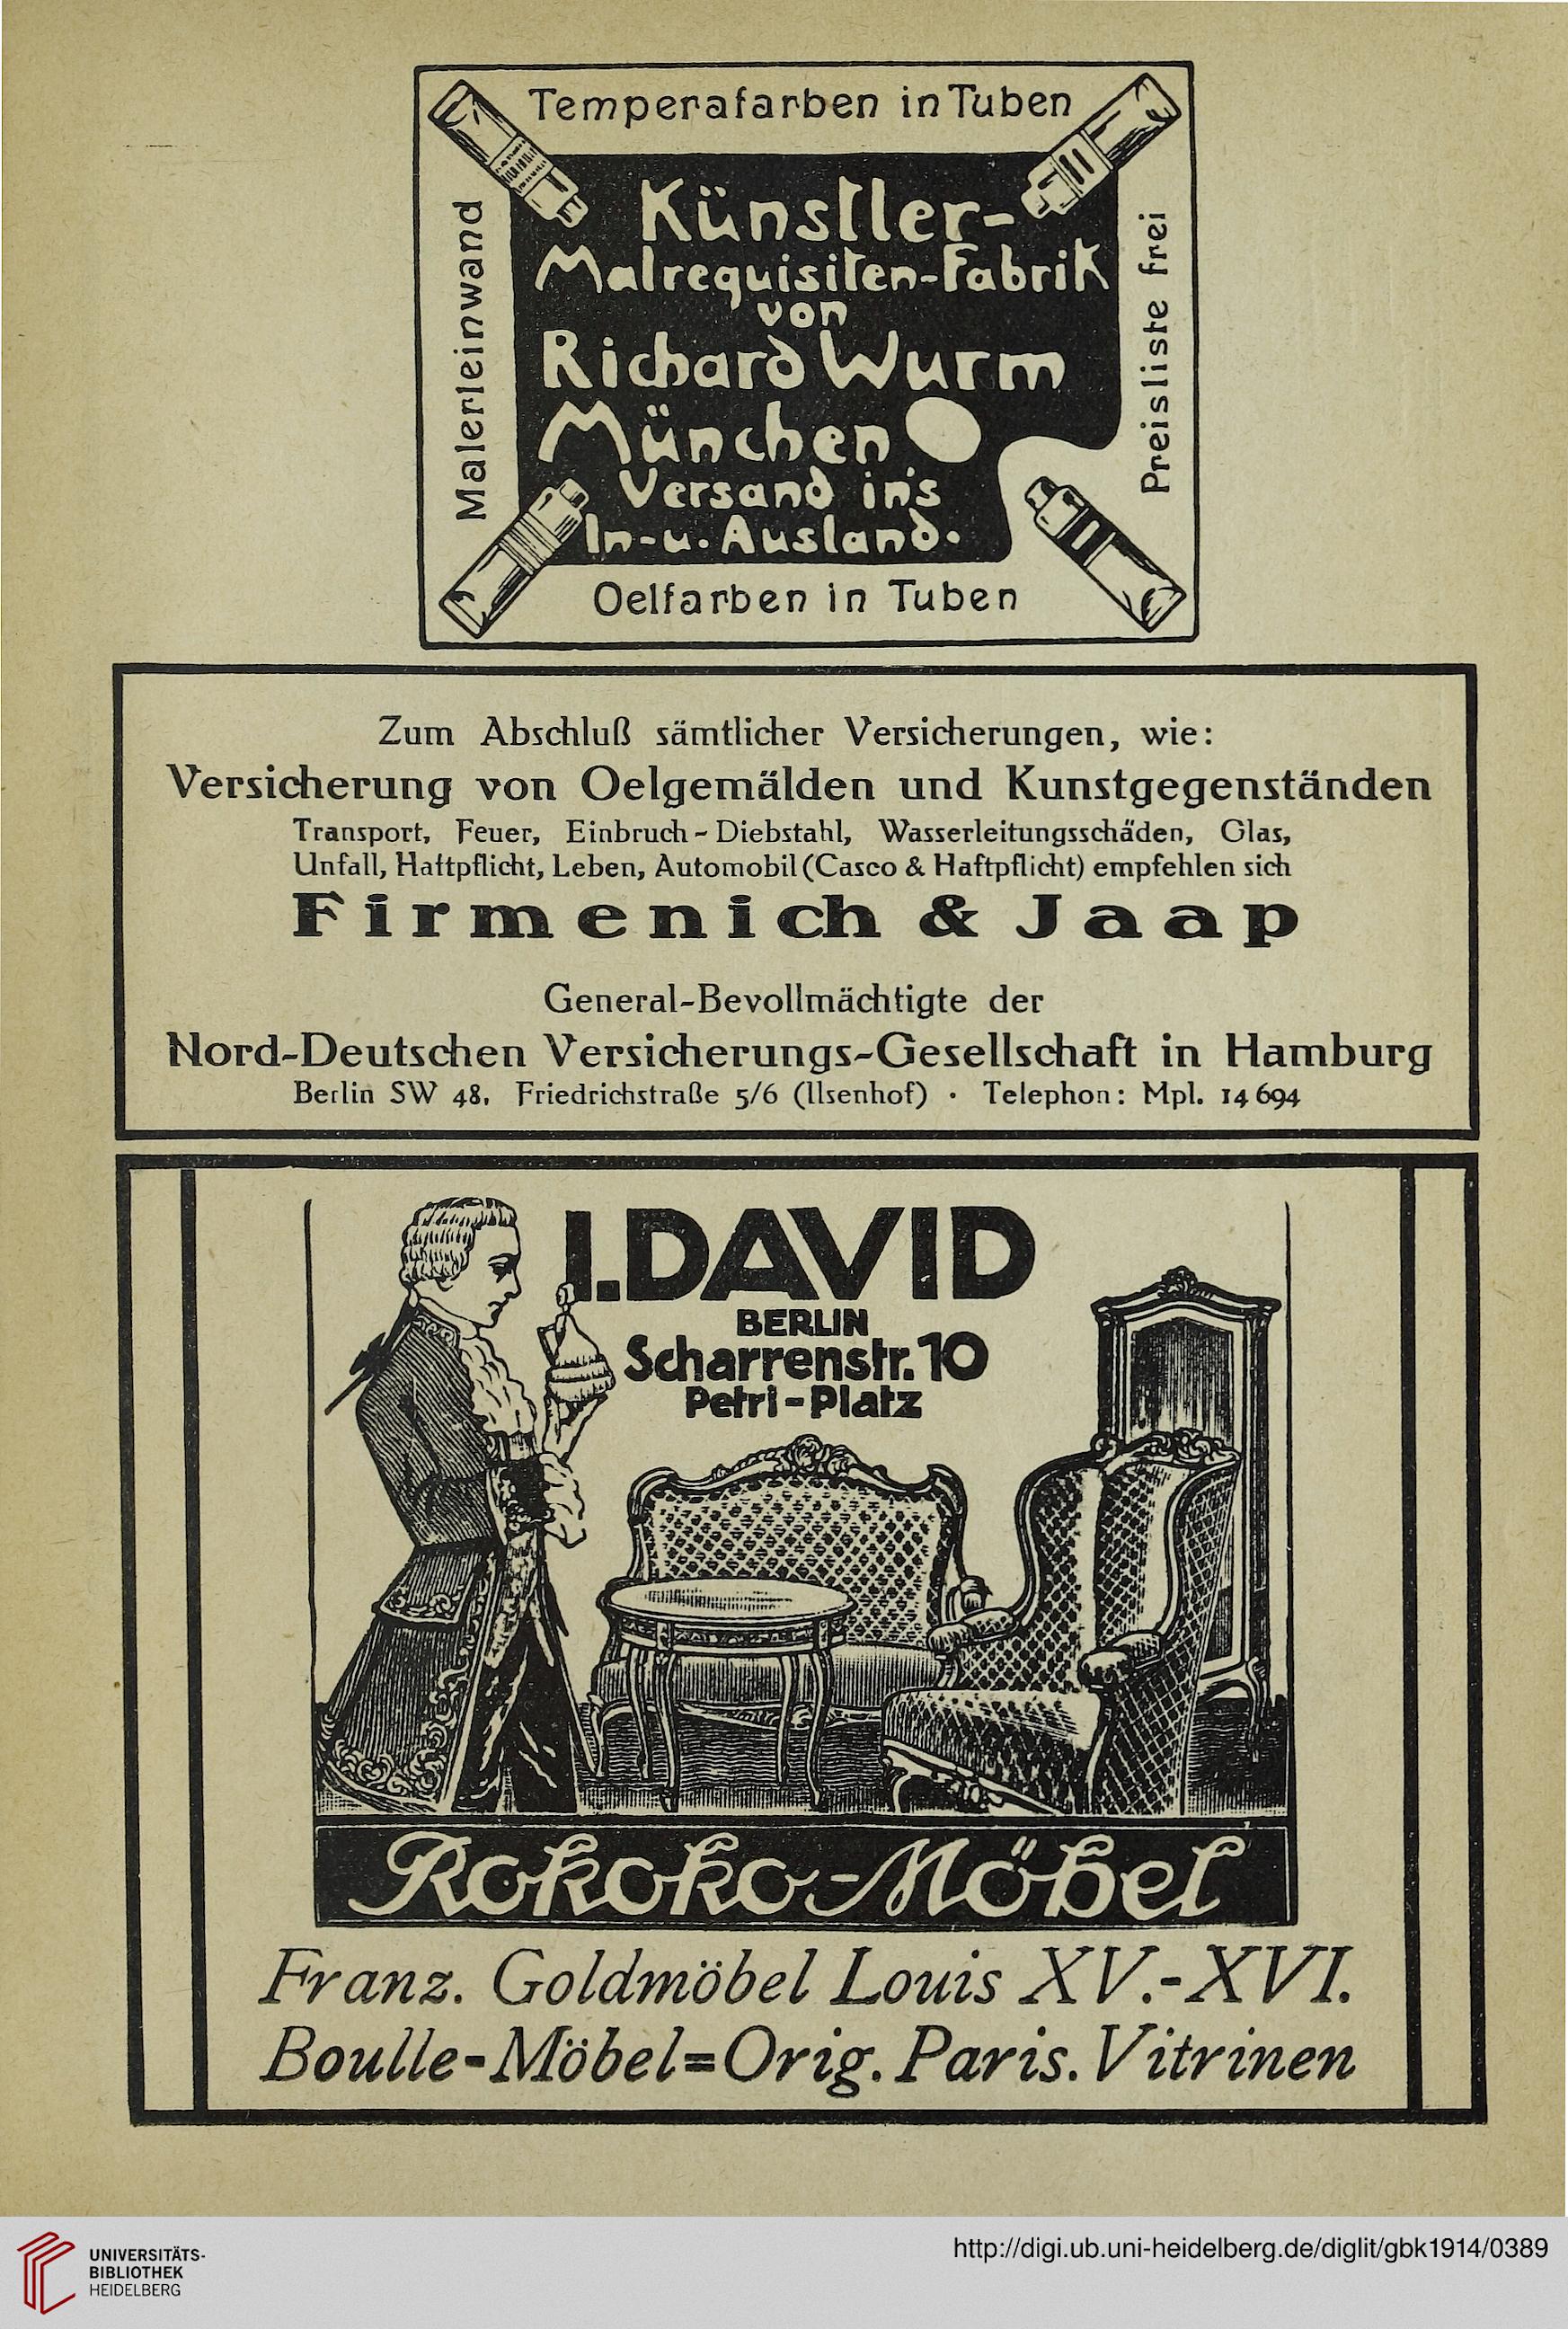 Temperafarben in Tuben
Malerleinwand
Künstler-
Malrequisiten-Fabrik
von
Richard Wurm
München
Versand in's
In-u. Ausland.
Preisliste frei
Oelfarben in Tuben
Zum Abschluß sämtlicher Versicherungen, wie:
Versicherung von Oelgemälden und Kunstgegenständen
Transport, Feuer, Einbruch-Diebstahl, Wasserleitungsschäden, Glas,
Unfall, Haftpflicht, Leben, Automobil (Casco & Haftpflicht) empfehlen sich
Firmenich & Jaap
General-Bevollmächtigte der
Nord-Deutschen Versicherungs-Gesellschaft in Hamburg
Berlin SW 48, Friedrichstraße 5/6 (Ilsenhof) • Telephon: Mpl. 14 694
I. DAVID
BERLIN
Scharrenstr. 10
Petri-Platz
Rokoko-Möbel
Franz. Goldmöbel Louis XV.-XVI.
Boulle-Möbel=Orig. Paris. Vitrinen
UNIVERSITÄTS-
BIBLIOTHEK
HEIDELBERG
http://digi.ub.uni-heidelberg.de/diglit/gbk1914/0389